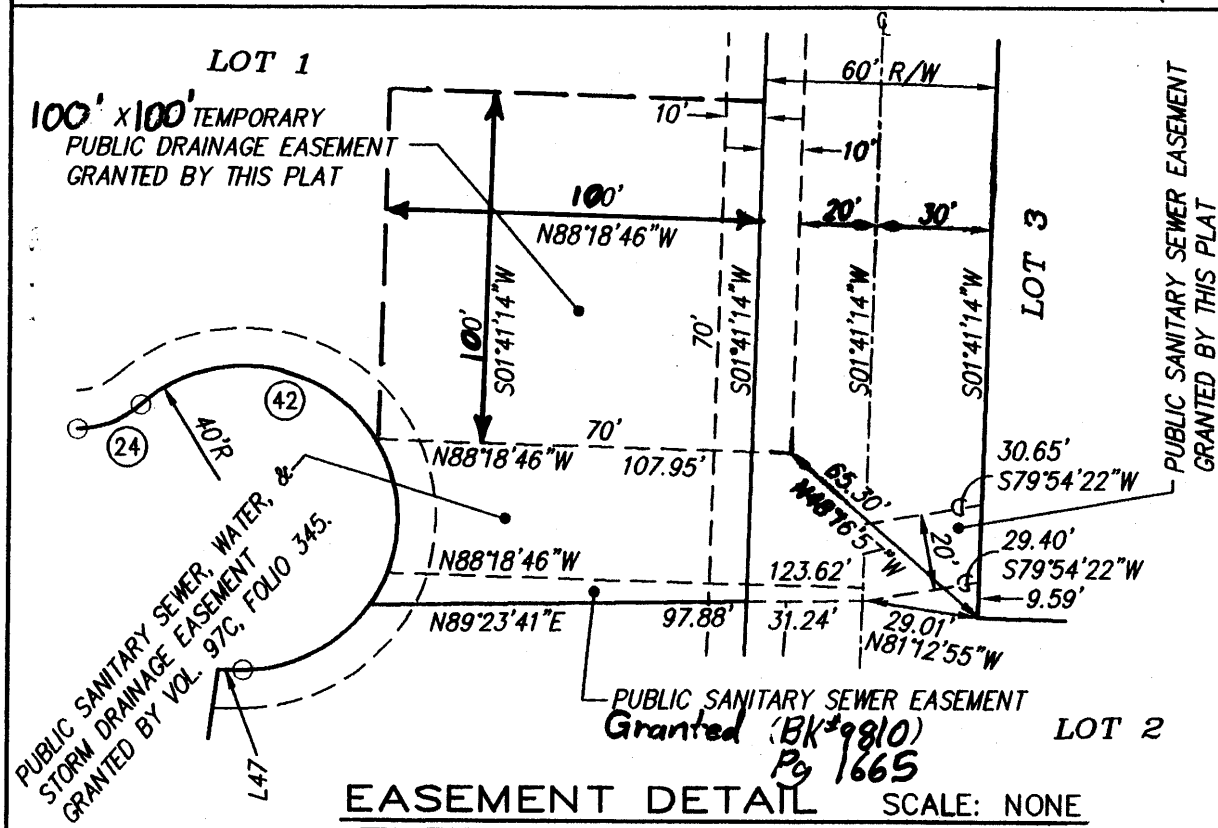 LOT 1
100' X 100' TEMPORARY
PUBLIC DRAINAGE EASEMENT
GRANTED BY THIS PLAT
℄
60' R/W
10'
10'
100'
N88°18'46"W
20'
30'
100'
S01°41'14"W
70'
S01°41'14"W
S01°41'14"W
S01°41'14"W
LOT 3
PUBLIC SANITARY SEWER EASEMENT
GRANTED BY THIS PLAT
42
24
40'R
70'
N88°18'46"W
107.95'
65.30'
N48°16'57"W
30.65'
S79°54'22"W
20'
29.40'
S79°54'22"W
9.59'
N88°18'46"W
123.62'
N89°23'41"E
97.88'
31.24'
29.01'
N81°12'55"W
PUBLIC SANITARY SEWER, WATER, &
STORM DRAINAGE EASEMENT
GRANTED BY VOL. 97C, FOLIO 345.
L47
PUBLIC SANITARY SEWER EASEMENT
Granted (BK#9810)
Pg 1665
LOT 2
EASEMENT DETAIL
SCALE: NONE